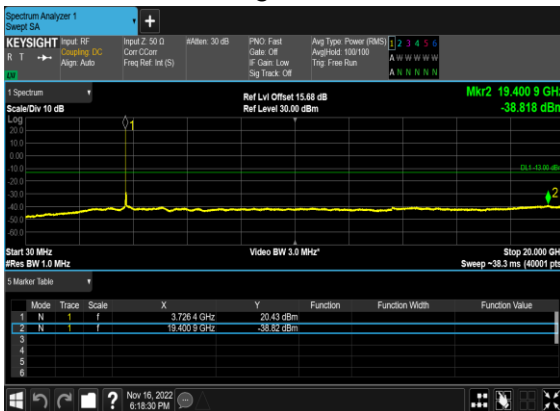 Spectrum Analyzer 1
Swept SA
+
KEYSIGHT Input: RF Input Z: 50 Ω #Atten: 30 dB PNO: Fast Avg Type: Power (RMS) 1 2 3 4 5 6
R T Coupling: DC Corr CCorr Gate: Off Avg|Hold: 100/100 A W W W W W
Align: Auto Freq Ref: Int (S) IF Gain: Low Trig: Free Run
Sig Track: Off A N N N N N
1 Spectrum
Scale/Div 10 dB
Ref Lvl Offset 15.68 dB
Ref Level 30.00 dBm
Mkr2 19.400 9 GHz
-38.818 dBm
Log
20.0
10.0
0.00
-10.0
-20.0
-30.0
-40.0
-50.0
-60.0
1
DL1 -13.00 dBm
2
Start 30 MHz Video BW 3.0 MHz* Stop 20.000 GHz
#Res BW 1.0 MHz Sweep ~38.3 ms (40001 pts)
5 Marker Table
Mode Trace Scale X Y Function Function Width Function Value
1 N 1 f 3.726 4 GHz 20.43 dBm
2 N 1 f 19.400 9 GHz -38.82 dBm
3
4
5
6
? Nov 16, 2022
6:18:30 PM